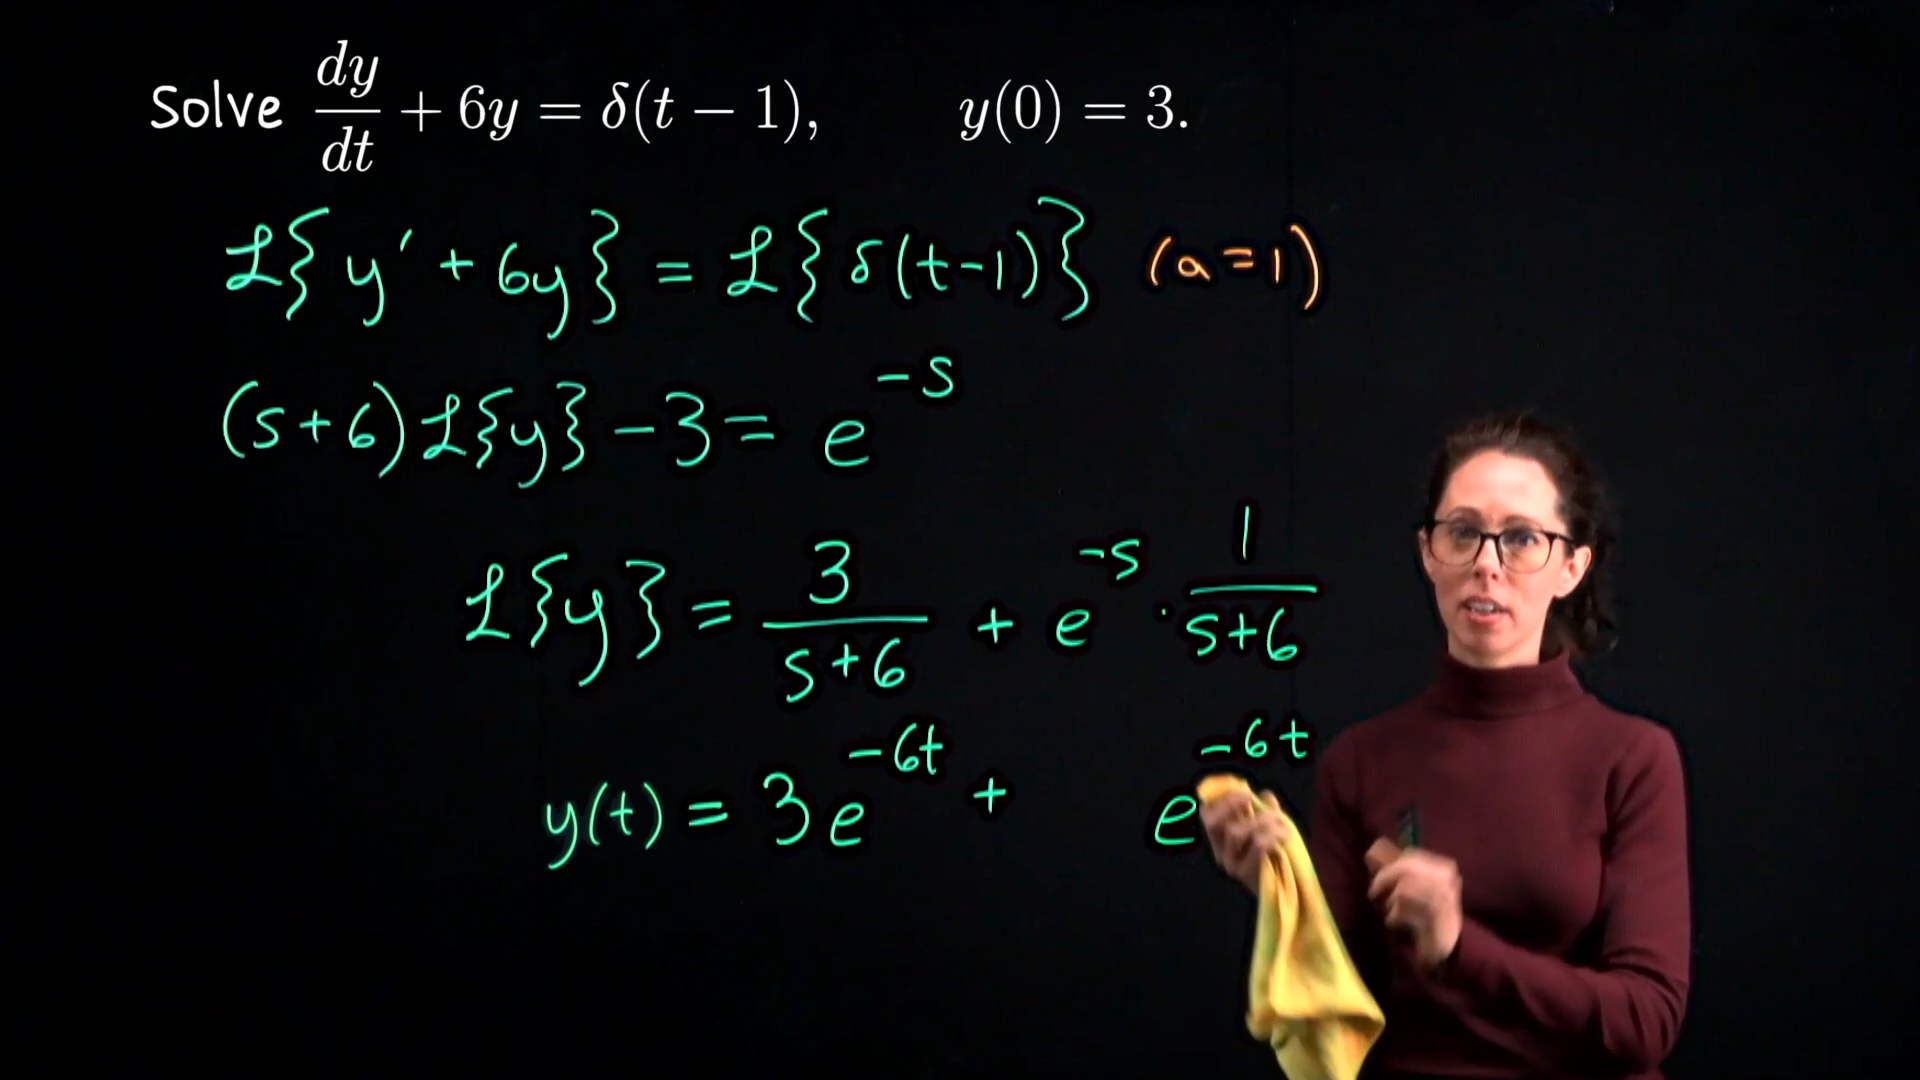 Solve dy/dt + 6y = δ(t − 1), y(0) = 3.
ℒ{y′ + 6y} = ℒ{δ(t-1)} (a=1)
(s+6)ℒ{y} − 3 = e^{-s}
ℒ{y} = 3/(s+6) + e^{-s} · 1/(s+6)
y(t) = 3e^{-6t} + e^{-6t}